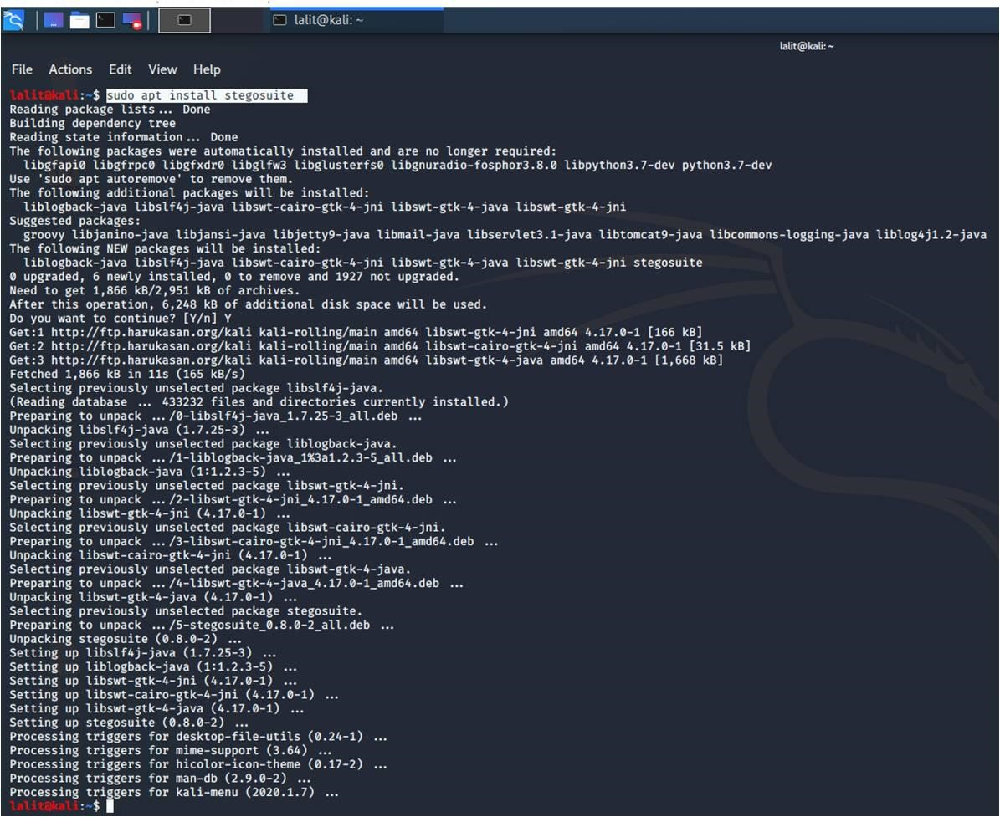 lalit@kali: ~
lalit@kali: ~
File Actions Edit View Help
lalit@kali:~$ sudo apt install stegosuite
Reading package lists... Done
Building dependency tree
Reading state information... Done
The following packages were automatically installed and are no longer required:
  libgfapi0 libgfrpc0 libgfxdr0 libglfw3 libglusterfs0 libgnuradio-fosphor3.8.0 libpython3.7-dev python3.7-dev
Use 'sudo apt autoremove' to remove them.
The following additional packages will be installed:
  liblogback-java libslf4j-java libswt-cairo-gtk-4-jni libswt-gtk-4-java libswt-gtk-4-jni
Suggested packages:
  groovy libjanino-java libjansi-java libjetty9-java libmail-java libservlet3.1-java libtomcat9-java libcommons-logging-java liblog4j1.2-java
The following NEW packages will be installed:
  liblogback-java libslf4j-java libswt-cairo-gtk-4-jni libswt-gtk-4-java libswt-gtk-4-jni stegosuite
0 upgraded, 6 newly installed, 0 to remove and 1927 not upgraded.
Need to get 1,866 kB/2,951 kB of archives.
After this operation, 6,248 kB of additional disk space will be used.
Do you want to continue? [Y/n] Y
Get:1 http://ftp.harukasan.org/kali kali-rolling/main amd64 libswt-gtk-4-jni amd64 4.17.0-1 [166 kB]
Get:2 http://ftp.harukasan.org/kali kali-rolling/main amd64 libswt-cairo-gtk-4-jni amd64 4.17.0-1 [31.5 kB]
Get:3 http://ftp.harukasan.org/kali kali-rolling/main amd64 libswt-gtk-4-java amd64 4.17.0-1 [1,668 kB]
Fetched 1,866 kB in 11s (165 kB/s)
Selecting previously unselected package libslf4j-java.
(Reading database ... 433232 files and directories currently installed.)
Preparing to unpack .../0-libslf4j-java_1.7.25-3_all.deb ...
Unpacking libslf4j-java (1.7.25-3) ...
Selecting previously unselected package liblogback-java.
Preparing to unpack .../1-liblogback-java_1%3a1.2.3-5_all.deb ...
Unpacking liblogback-java (1:1.2.3-5) ...
Selecting previously unselected package libswt-gtk-4-jni.
Preparing to unpack .../2-libswt-gtk-4-jni_4.17.0-1_amd64.deb ...
Unpacking libswt-gtk-4-jni (4.17.0-1) ...
Selecting previously unselected package libswt-cairo-gtk-4-jni.
Preparing to unpack .../3-libswt-cairo-gtk-4-jni_4.17.0-1_amd64.deb ...
Unpacking libswt-cairo-gtk-4-jni (4.17.0-1) ...
Selecting previously unselected package libswt-gtk-4-java.
Preparing to unpack .../4-libswt-gtk-4-java_4.17.0-1_amd64.deb ...
Unpacking libswt-gtk-4-java (4.17.0-1) ...
Selecting previously unselected package stegosuite.
Preparing to unpack .../5-stegosuite_0.8.0-2_all.deb ...
Unpacking stegosuite (0.8.0-2) ...
Setting up libslf4j-java (1.7.25-3) ...
Setting up liblogback-java (1:1.2.3-5) ...
Setting up libswt-gtk-4-jni (4.17.0-1) ...
Setting up libswt-cairo-gtk-4-jni (4.17.0-1) ...
Setting up libswt-gtk-4-java (4.17.0-1) ...
Setting up stegosuite (0.8.0-2) ...
Processing triggers for desktop-file-utils (0.24-1) ...
Processing triggers for mime-support (3.64) ...
Processing triggers for hicolor-icon-theme (0.17-2) ...
Processing triggers for man-db (2.9.0-2) ...
Processing triggers for kali-menu (2020.1.7) ...
lalit@kali:~$